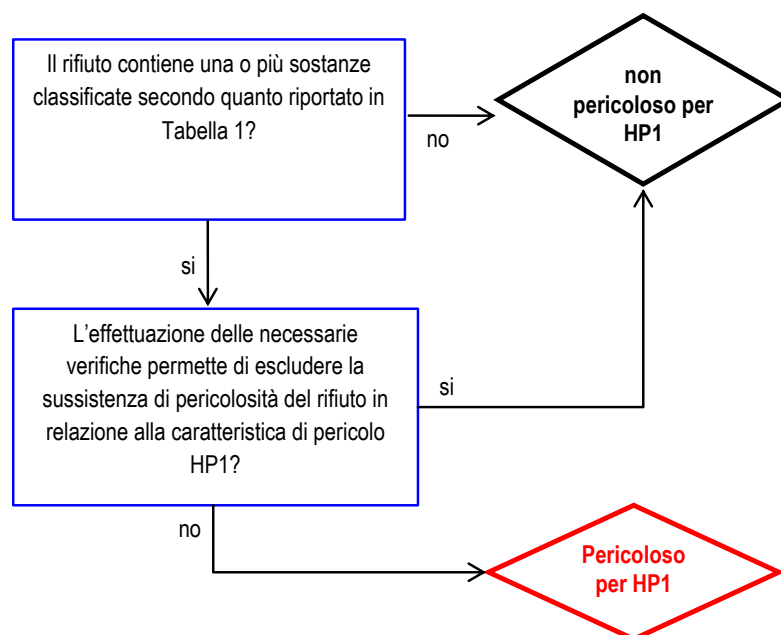 Il rifiuto contiene una o più sostanze
classificate secondo quanto riportato in
Tabella 1?
non
pericoloso per
HP1
no
si
L'effettuazione delle necessarie
verifiche permette di escludere la
sussistenza di pericolosità del rifiuto in
relazione alla caratteristica di pericolo
HP1?
si
no
Pericoloso
per HP1